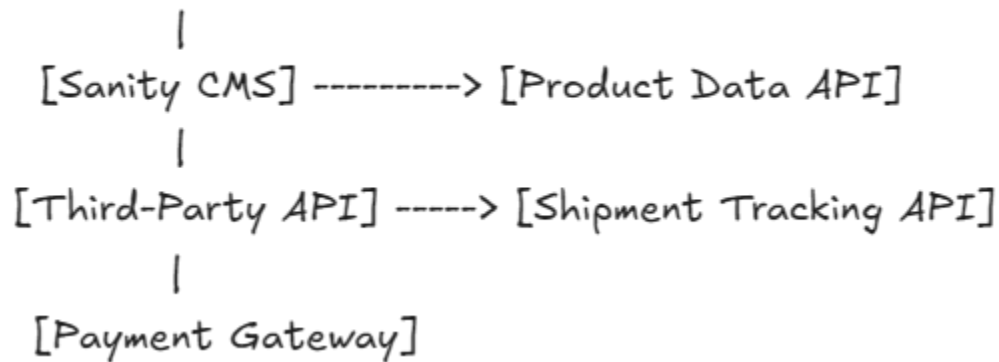 |
[Sanity CMS] ---------> [Product Data API]
|
[Third-Party API] -----> [Shipment Tracking API]
|
[Payment Gateway]